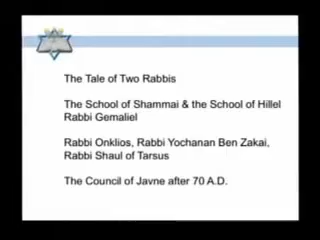 The Tale of Two Rabbis
The School of Shammai & the School of Hillel
Rabbi Gemaliel
Rabbi Onklios, Rabbi Yochanan Ben Zakai,
Rabbi Shaul of Tarsus
The Council of Javne after 70 A.D.